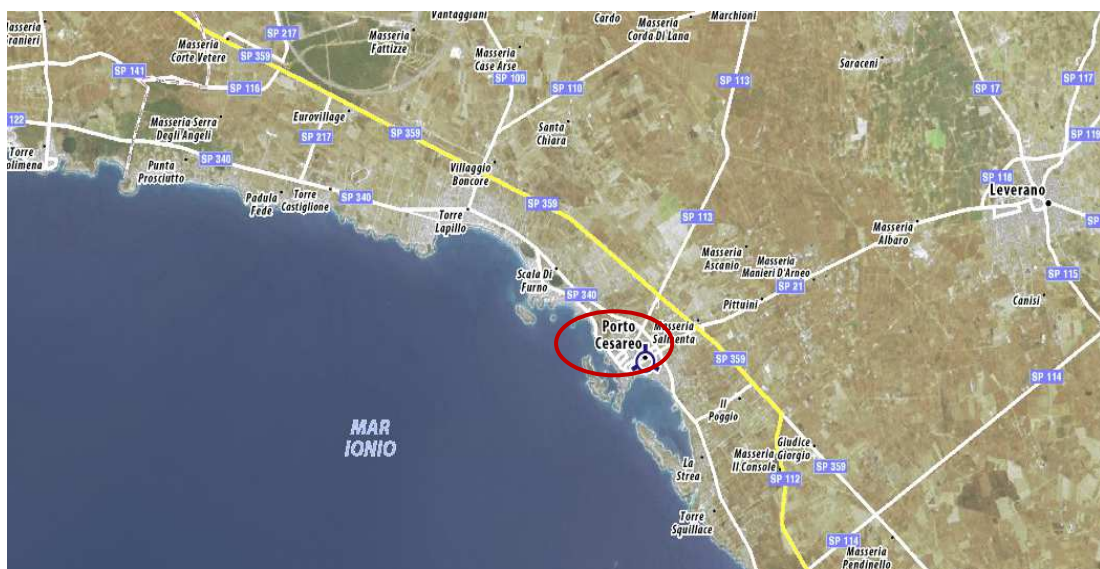 Vantaggiani
Cardo
Masseria
Corda Di Lana
Marchioni
Masseria
Granieri
SP 217
Masseria
Corte Vetere
SP 359
Masseria
Fattizze
Masseria
Case Arse
Saraceni
SP 141
SP 116
SP 109
SP 110
SP 113
SP 17
SP 117
Eurovillage
122
Masseria Serra
Degli Angeli
SP 217
SP 359
Santa
Chiara
SP 119
Torre
Punta
Prosciutto
SP 340
Villaggio
Boncore
SP 116
Leverano
Padula
Fede
Torre
Castiglione
SP 340
SP 359
Torre
Lapillo
SP 113
Masseria
Albaro
SP
Masseria
Ascanio
Masseria
Manieri D'Arneo
SP 115
Scala Di
Furno
SP 340
SP 21
Pittuini
Canisi
Porto
Cesareo
Masseria
Salmenta
SP 359
SP 114
Il
Poggio
MAR
IONIO
Giudice
Giorgio
Masseria
Il Console
SP 359
La
Strea
SP 112
Torre
Squillace
SP 114
Masseria
Pendinello